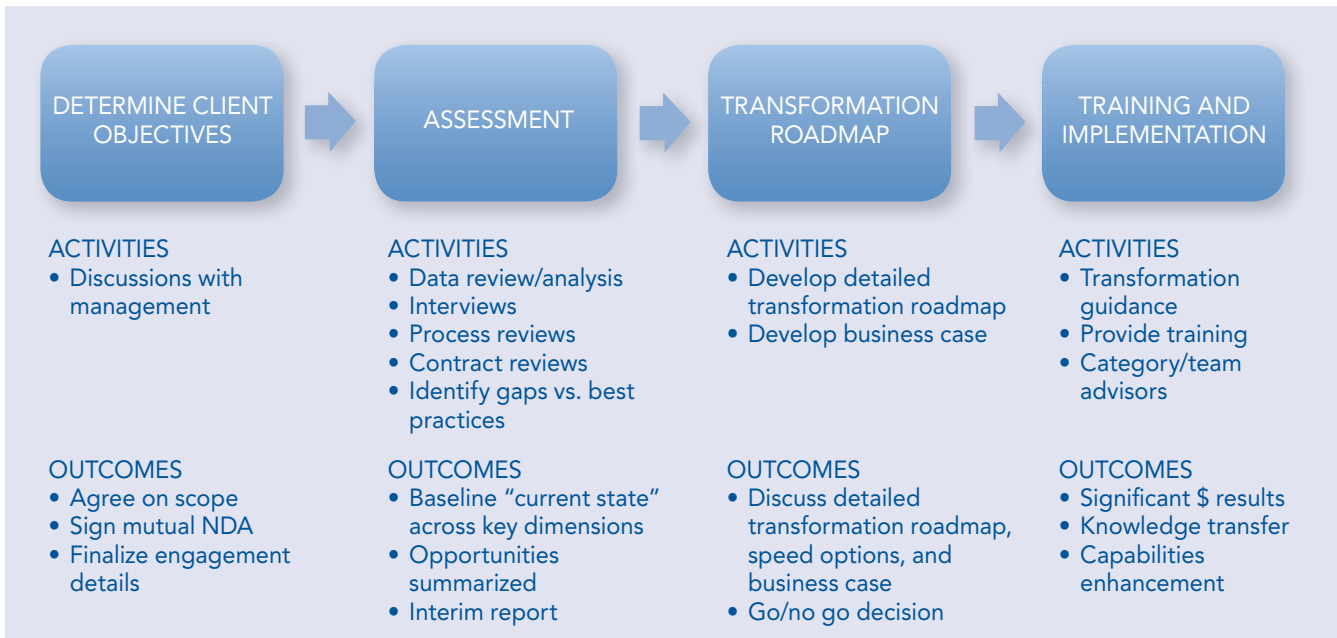 DETERMINE CLIENT
OBJECTIVES
ASSESSMENT
TRANSFORMATION
ROADMAP
TRAINING AND
IMPLEMENTATION
ACTIVITIES
• Discussions with
management
OUTCOMES
• Agree on scope
• Sign mutual NDA
• Finalize engagement
details
ACTIVITIES
• Data review/analysis
• Interviews
• Process reviews
• Contract reviews
• Identify gaps vs. best
practices
OUTCOMES
• Baseline “current state”
across key dimensions
• Opportunities
summarized
• Interim report
ACTIVITIES
• Develop detailed
transformation roadmap
• Develop business case
OUTCOMES
• Discuss detailed
transformation roadmap,
speed options, and
business case
• Go/no go decision
ACTIVITIES
• Transformation
guidance
• Provide training
• Category/team
advisors
OUTCOMES
• Significant $ results
• Knowledge transfer
• Capabilities
enhancement